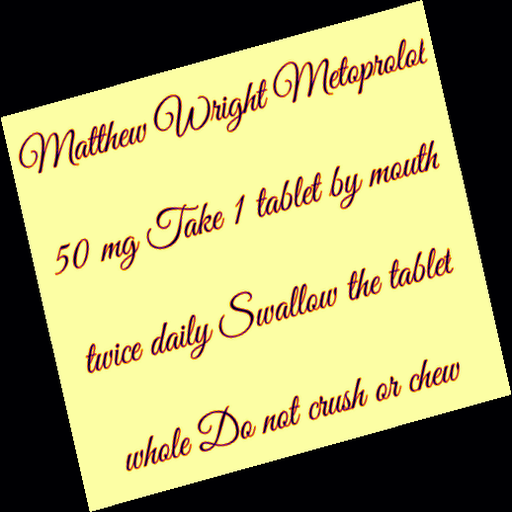 Matthew Wright Metoprolol
50 mg Take 1 tablet by mouth
twice daily Swallow the tablet
whole Do not crush or chew